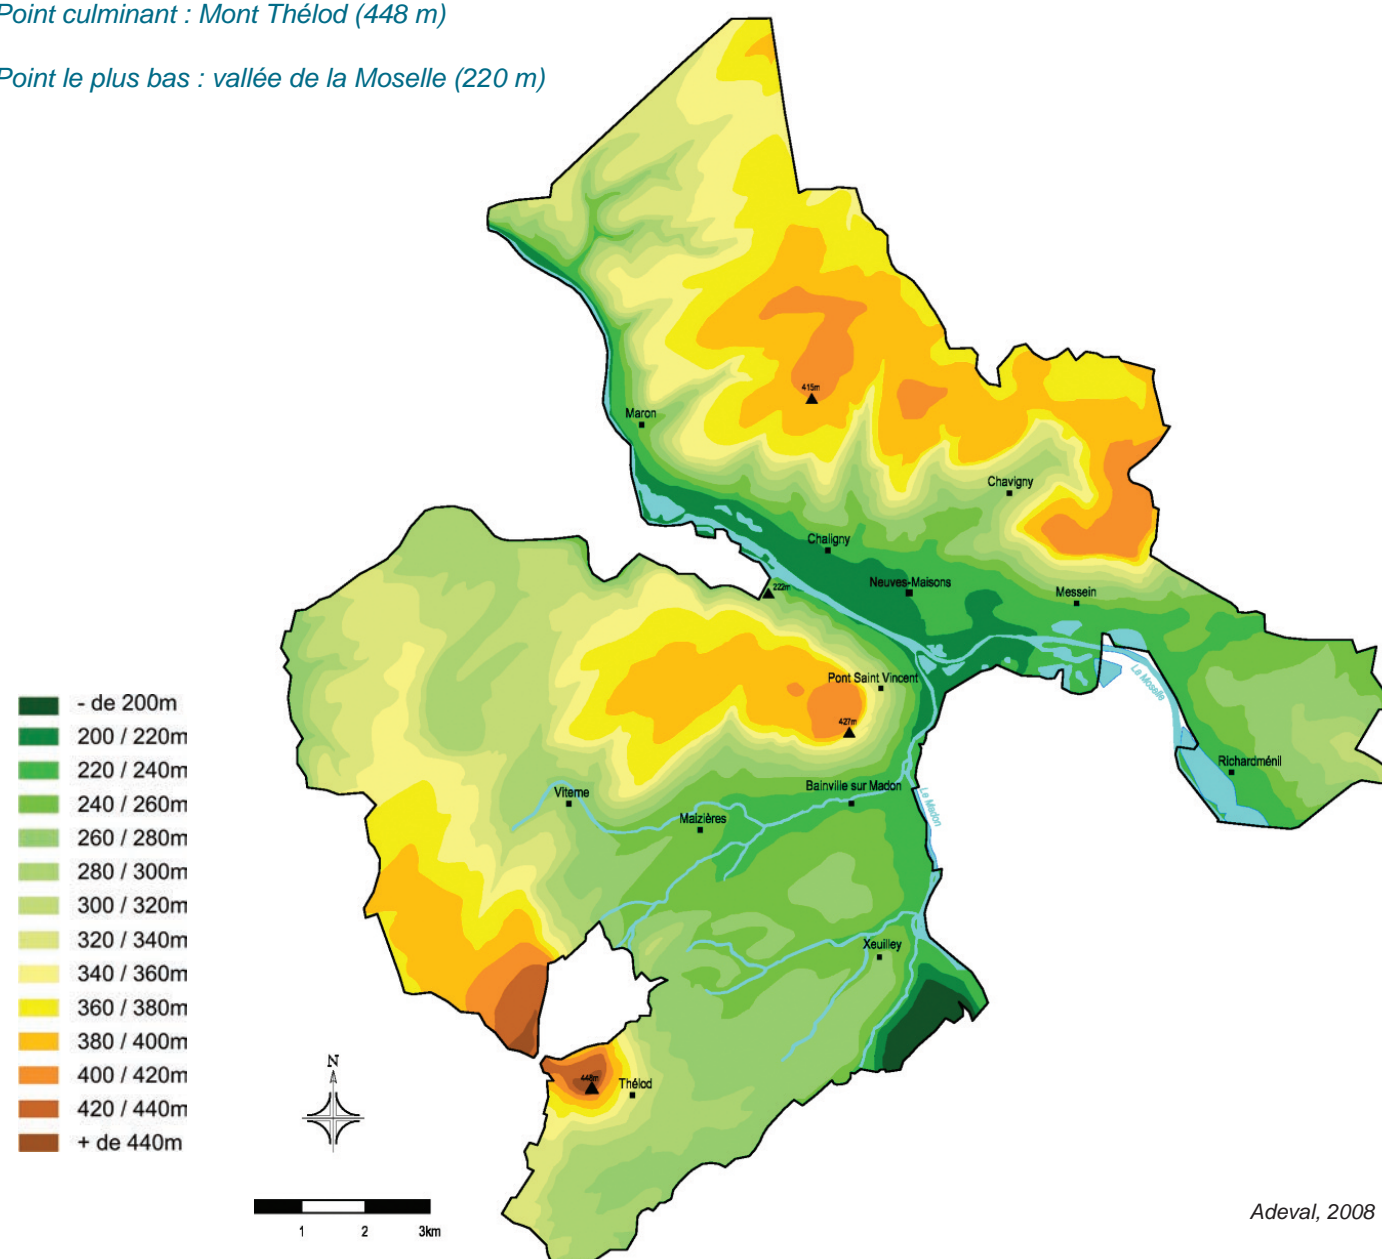 Point culminant : Mont Thélod (448 m)
Point le plus bas : vallée de la Moselle (220 m)
415m
Maron
Chavigny
Chaligny
Neuves-Maisons
222m
Messein
La Moselle
Pont Saint Vincent
427m
Richardménil
Viterne
Bainville sur Madon
Le Madon
Maizières
Xeuilley
448m
Thélod
- de 200m
200 / 220m
220 / 240m
240 / 260m
260 / 280m
280 / 300m
300 / 320m
320 / 340m
340 / 360m
360 / 380m
380 / 400m
400 / 420m
420 / 440m
+ de 440m
N
1 2 3km
Adeval, 2008